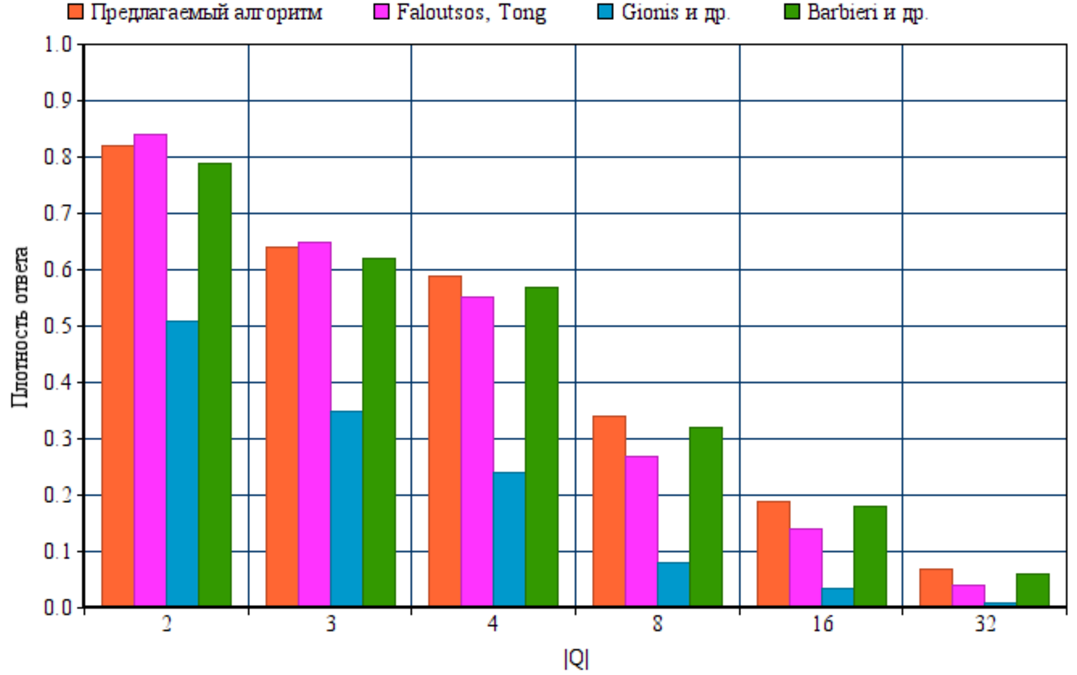 Предлагаемый алгоритм Faloutsos, Tong Gionis и др. Barbieri и др.
1.0
0.9
0.8
0.7
0.6
0.5
0.4
0.3
0.2
0.1
0.0
Плотность ответа
2 3 4 8 16 32
|Q|